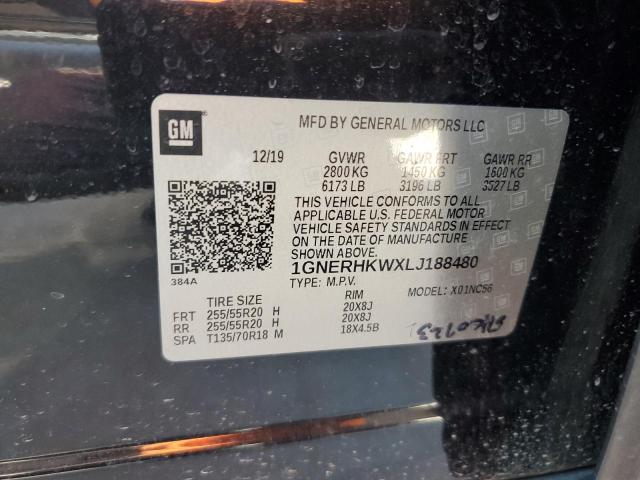 GM
MFD BY GENERAL MOTORS LLC
12/19 GVWR GAWR FRT GAWR RR
2800 KG 1450 KG 1600 KG
6173 LB 3196 LB 3527 LB
THIS VEHICLE CONFORMS TO ALL
APPLICABLE U.S. FEDERAL MOTOR
VEHICLE SAFETY STANDARDS IN EFFECT
ON THE DATE OF MANUFACTURE
SHOWN ABOVE.
1GNERHKWXLJ188480
384A
TYPE: M.P.V. MODEL: X01NC56
TIRE SIZE RIM
FRT 255/55R20 H 20X8J
RR 255/55R20 H 20X8J
SPA T135/70R18 M 18X4.5B